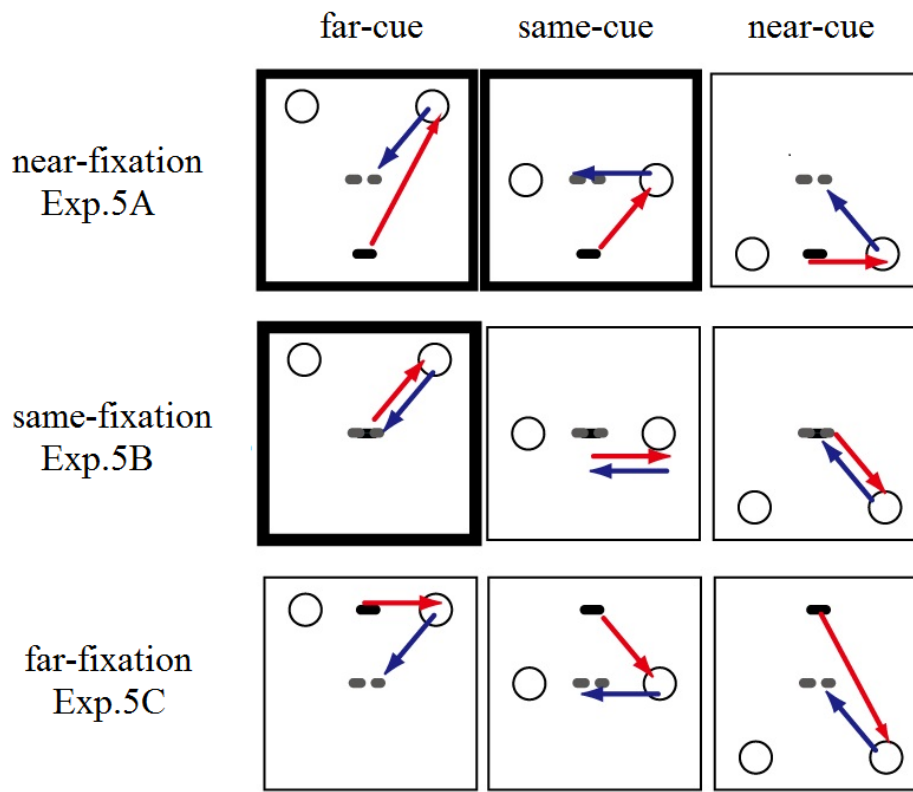 far-cue same-cue near-cue
near-fixation
Exp.5A
same-fixation
Exp.5B
far-fixation
Exp.5C